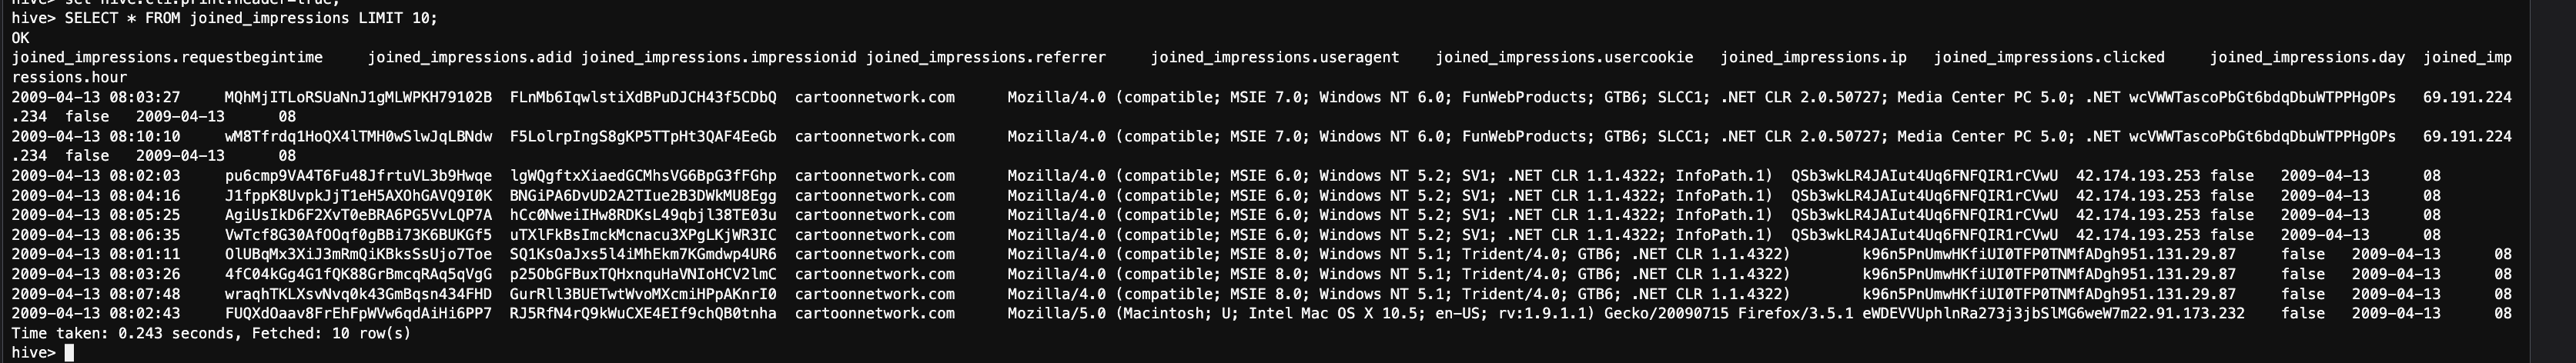 hive> set hive.cli.print.header=true;
hive> SELECT * FROM joined_impressions LIMIT 10;
OK
joined_impressions.requestbegintime joined_impressions.adid joined_impressions.impressionid joined_impressions.referrer joined_impressions.useragent joined_impressions.usercookie joined_impressions.ip joined_impressions.clicked joined_impressions.day joined_imp
ressions.hour
2009-04-13 08:03:27 MQhMjITLoRSUaNnJ1gMLWPKH79102B FLnMb6IqwlstiXdBPuDJCH43f5CDbQ cartoonnetwork.com Mozilla/4.0 (compatible; MSIE 7.0; Windows NT 6.0; FunWebProducts; GTB6; SLCC1; .NET CLR 2.0.50727; Media Center PC 5.0; .NET wcVWWTascoPbGt6bdqDbuWTPPHgOPs 69.191.224
.234 false 2009-04-13 08
2009-04-13 08:10:10 wM8Tfrdq1HoQX4lTMH0wSlwJqLBNdw F5LolrpIngS8gKP5TTpHt3QAF4EeGb cartoonnetwork.com Mozilla/4.0 (compatible; MSIE 7.0; Windows NT 6.0; FunWebProducts; GTB6; SLCC1; .NET CLR 2.0.50727; Media Center PC 5.0; .NET wcVWWTascoPbGt6bdqDbuWTPPHgOPs 69.191.224
.234 false 2009-04-13 08
2009-04-13 08:02:03 pu6cmp9VA4T6Fu48JfrtuVL3b9Hwqe lgWQgftxXiaedGCMhsVG6BpG3fFGhp cartoonnetwork.com Mozilla/4.0 (compatible; MSIE 6.0; Windows NT 5.2; SV1; .NET CLR 1.1.4322; InfoPath.1) QSb3wkLR4JAIut4Uq6FNFQIR1rCVwU 42.174.193.253 false 2009-04-13 08
2009-04-13 08:04:16 J1fppK8UvpkJjT1eH5AXOhGAVQ9I0K BNGiPA6DvUD2A2TIue2B3DWkMU8Egg cartoonnetwork.com Mozilla/4.0 (compatible; MSIE 6.0; Windows NT 5.2; SV1; .NET CLR 1.1.4322; InfoPath.1) QSb3wkLR4JAIut4Uq6FNFQIR1rCVwU 42.174.193.253 false 2009-04-13 08
2009-04-13 08:05:25 AgiUsIkD6F2XvT0eBRA6PG5VvLQP7A hCc0NweiIHw8RDKsL49qbjl38TE03u cartoonnetwork.com Mozilla/4.0 (compatible; MSIE 6.0; Windows NT 5.2; SV1; .NET CLR 1.1.4322; InfoPath.1) QSb3wkLR4JAIut4Uq6FNFQIR1rCVwU 42.174.193.253 false 2009-04-13 08
2009-04-13 08:06:35 VwTcf8G30AfOOqf0gBBi73K6BUKGf5 uTXlFkBsImckMcnacu3XPgLKjWR3IC cartoonnetwork.com Mozilla/4.0 (compatible; MSIE 6.0; Windows NT 5.2; SV1; .NET CLR 1.1.4322; InfoPath.1) QSb3wkLR4JAIut4Uq6FNFQIR1rCVwU 42.174.193.253 false 2009-04-13 08
2009-04-13 08:01:11 OlUBqMx3XiJ3mRmQiKBksSsUjo7Toe SQ1KsOaJxs5l4iMhEkm7KGmdwp4UR6 cartoonnetwork.com Mozilla/4.0 (compatible; MSIE 8.0; Windows NT 5.1; Trident/4.0; GTB6; .NET CLR 1.1.4322) k96n5PnUmwHKfiUI0TFP0TNMfADgh951.131.29.87 false 2009-04-13 08
2009-04-13 08:03:26 4fC04kGg4G1fQK88GrBmcqRAq5qVgG p25ObGFBuxTQHxnquHaVNIoHCV2lmC cartoonnetwork.com Mozilla/4.0 (compatible; MSIE 8.0; Windows NT 5.1; Trident/4.0; GTB6; .NET CLR 1.1.4322) k96n5PnUmwHKfiUI0TFP0TNMfADgh951.131.29.87 false 2009-04-13 08
2009-04-13 08:07:48 wraqhTKLXsvNvq0k43GmBqsn434FHD GurRll3BUETwtWvoMXcmiHPpAKnrI0 cartoonnetwork.com Mozilla/4.0 (compatible; MSIE 8.0; Windows NT 5.1; Trident/4.0; GTB6; .NET CLR 1.1.4322) k96n5PnUmwHKfiUI0TFP0TNMfADgh951.131.29.87 false 2009-04-13 08
2009-04-13 08:02:43 FUQXdOaav8FrEhFpWVw6qdAiHi6PP7 RJ5RfN4rQ9kWuCXE4EIf9chQB0tnha cartoonnetwork.com Mozilla/5.0 (Macintosh; U; Intel Mac OS X 10.5; en-US; rv:1.9.1.1) Gecko/20090715 Firefox/3.5.1 eWDEVVUphlnRa273j3jbSlMG6weW7m22.91.173.232 false 2009-04-13 08
Time taken: 0.243 seconds, Fetched: 10 row(s)
hive>